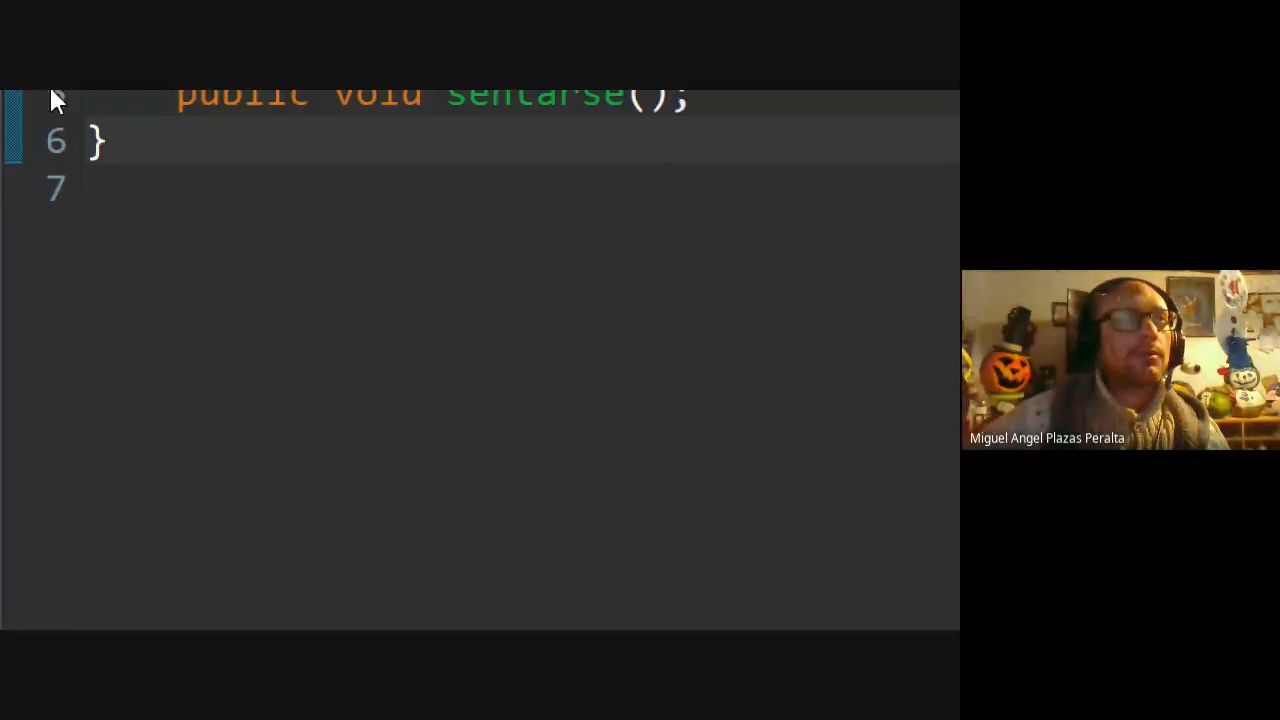 public void sentarse();
6 }
7
Miguel Angel Plazas Peralta